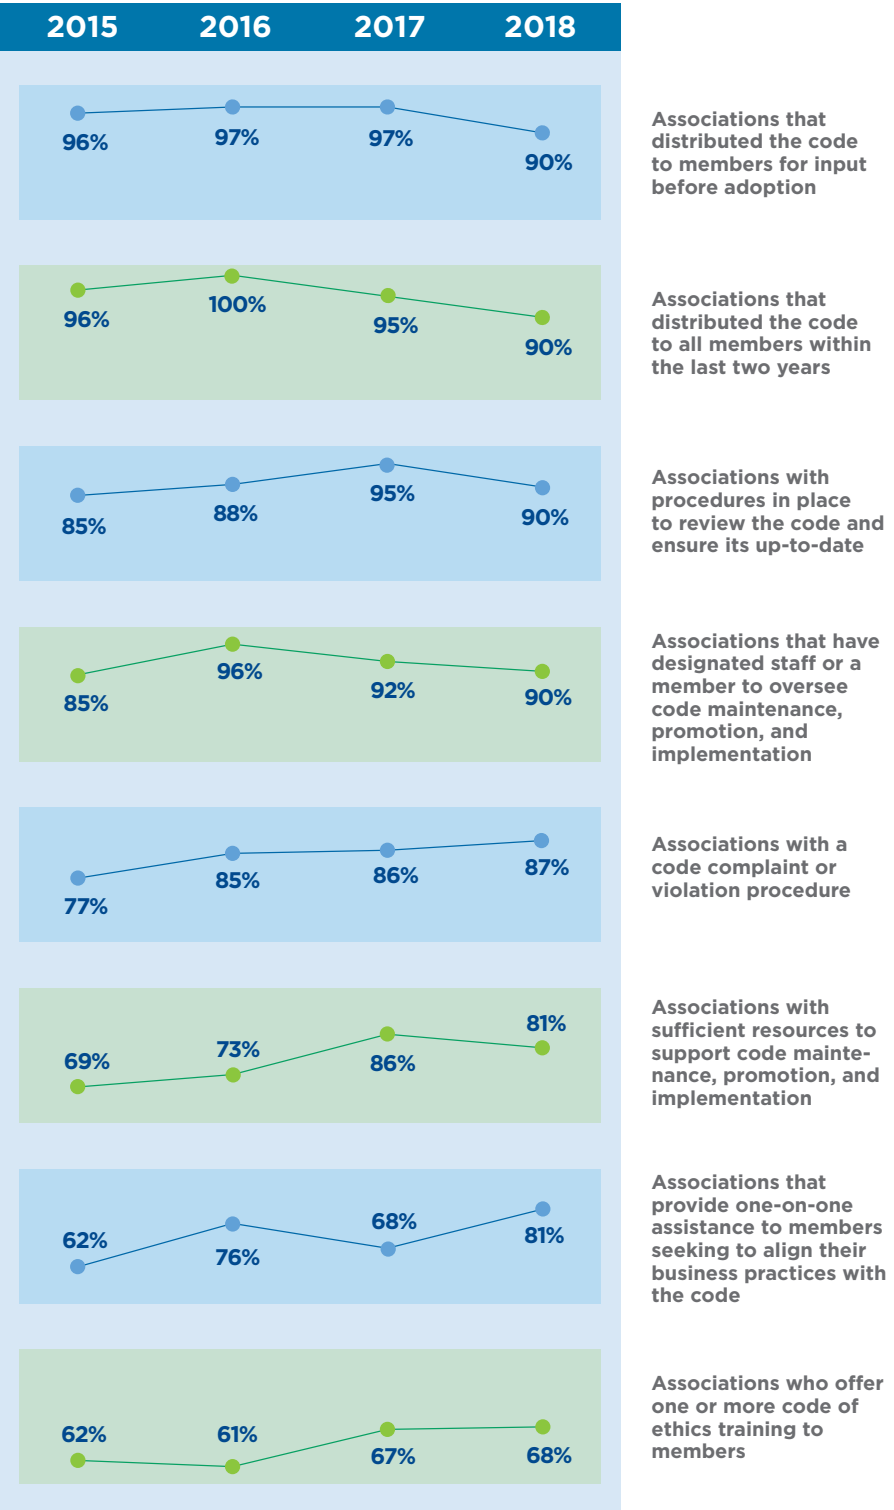 2015 2016 2017 2018
96% 97% 97% 90%
Associations that
distributed the code
to members for input
before adoption
96% 100% 95% 90%
Associations that
distributed the code
to all members within
the last two years
85% 88% 95% 90%
Associations with
procedures in place
to review the code and
ensure its up-to-date
85% 96% 92% 90%
Associations that have
designated staff or a
member to oversee
code maintenance,
promotion, and
implementation
77% 85% 86% 87%
Associations with a
code complaint or
violation procedure
69% 73% 86% 81%
Associations with
sufficient resources to
support code mainte-
nance, promotion, and
implementation
62% 76% 68% 81%
Associations that
provide one-on-one
assistance to members
seeking to align their
business practices with
the code
62% 61% 67% 68%
Associations who offer
one or more code of
ethics training to
members